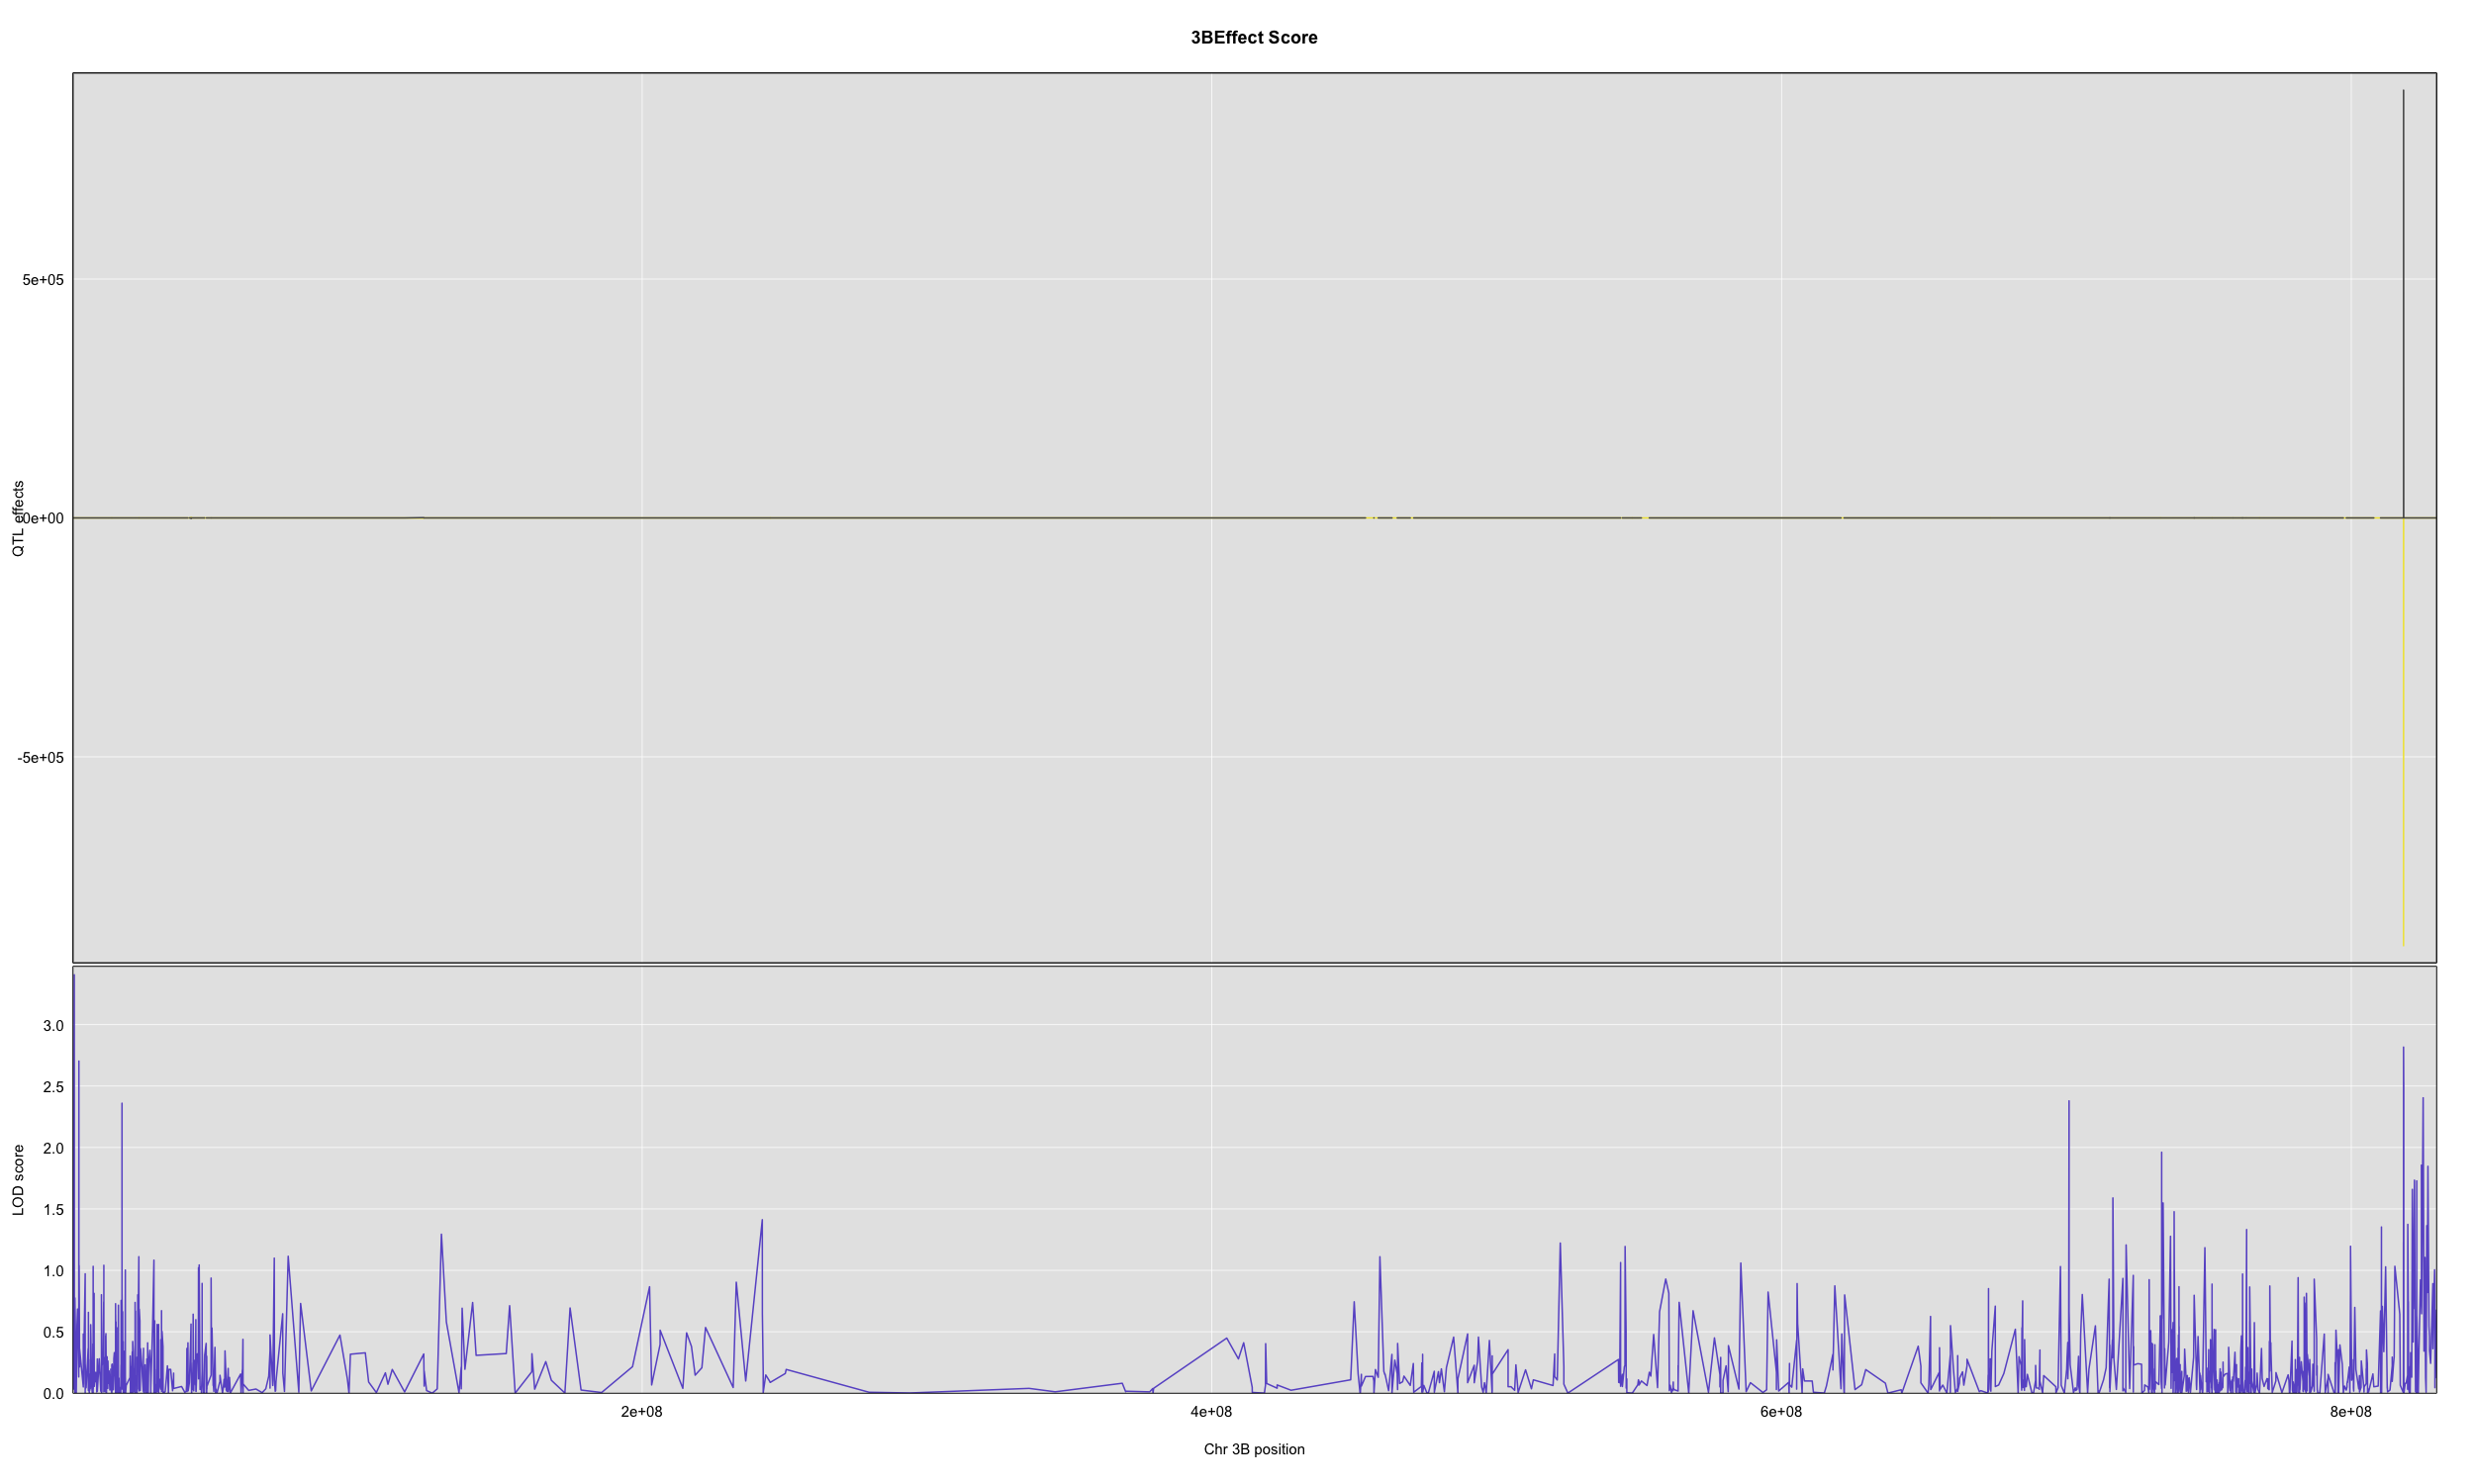 3BEffect Score
5e+05
0e+00
-5e+05
QTL effects
3.0
2.5
2.0
1.5
1.0
0.5
0.0
LOD score
2e+08 4e+08 6e+08 8e+08
Chr 3B position